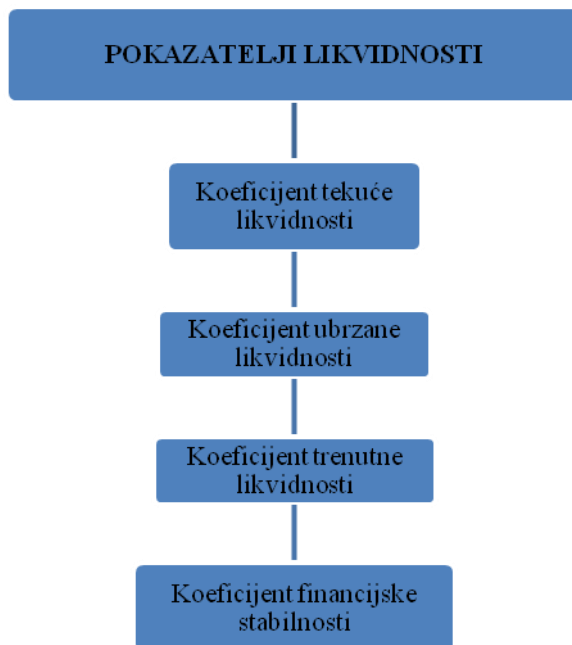 POKAZATELJI LIKVIDNOSTI
Koeficijent tekuće
likvidnosti
Koeficijent ubrzane
likvidnosti
Koeficijent trenutne
likvidnosti
Koeficijent financijske
stabilnosti